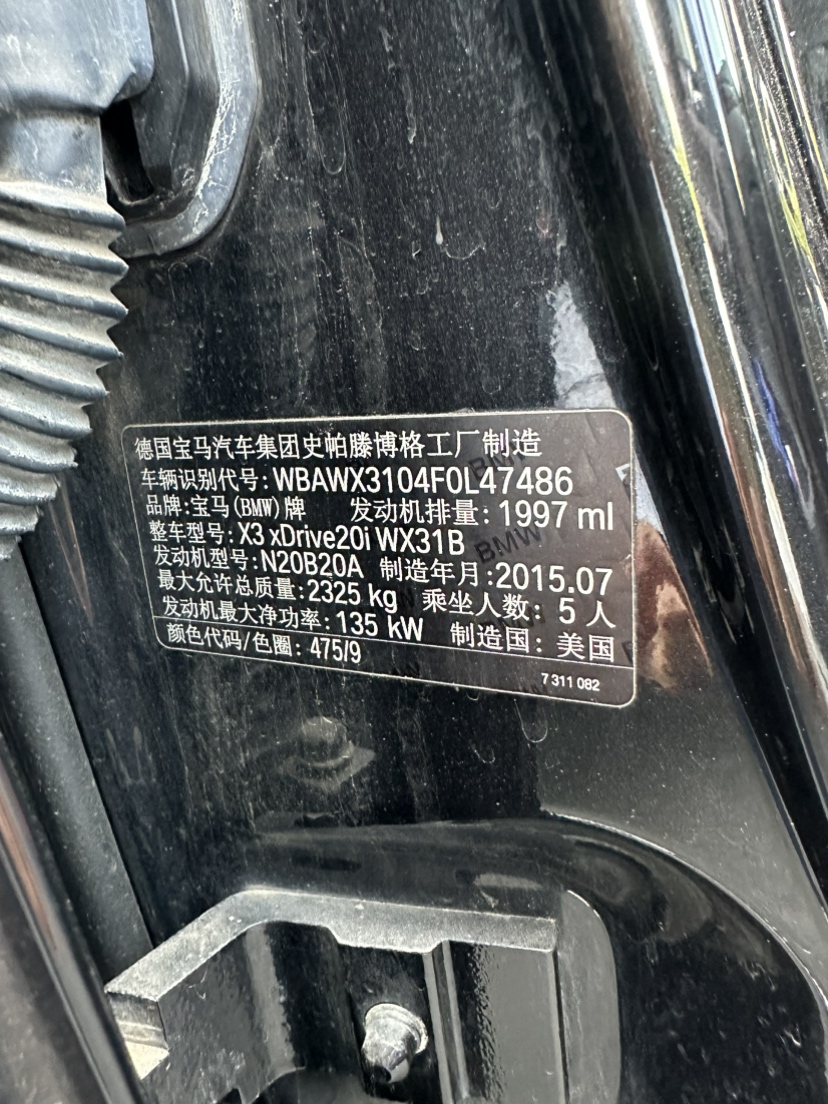 德国宝马汽车集团史帕滕博格工厂制造
车辆识别代号: WBAWX3104F0L47486
品牌: 宝马(BMW)牌 发动机排量: 1997 ml
整车型号: X3 xDrive20i WX31B
发动机型号: N20B20A 制造年月: 2015.07
最大允许总质量: 2325 kg 乘坐人数: 5 人
发动机最大净功率: 135 kW 制造国: 美国
颜色代码/色圈: 475/9
7 311 082
BMW